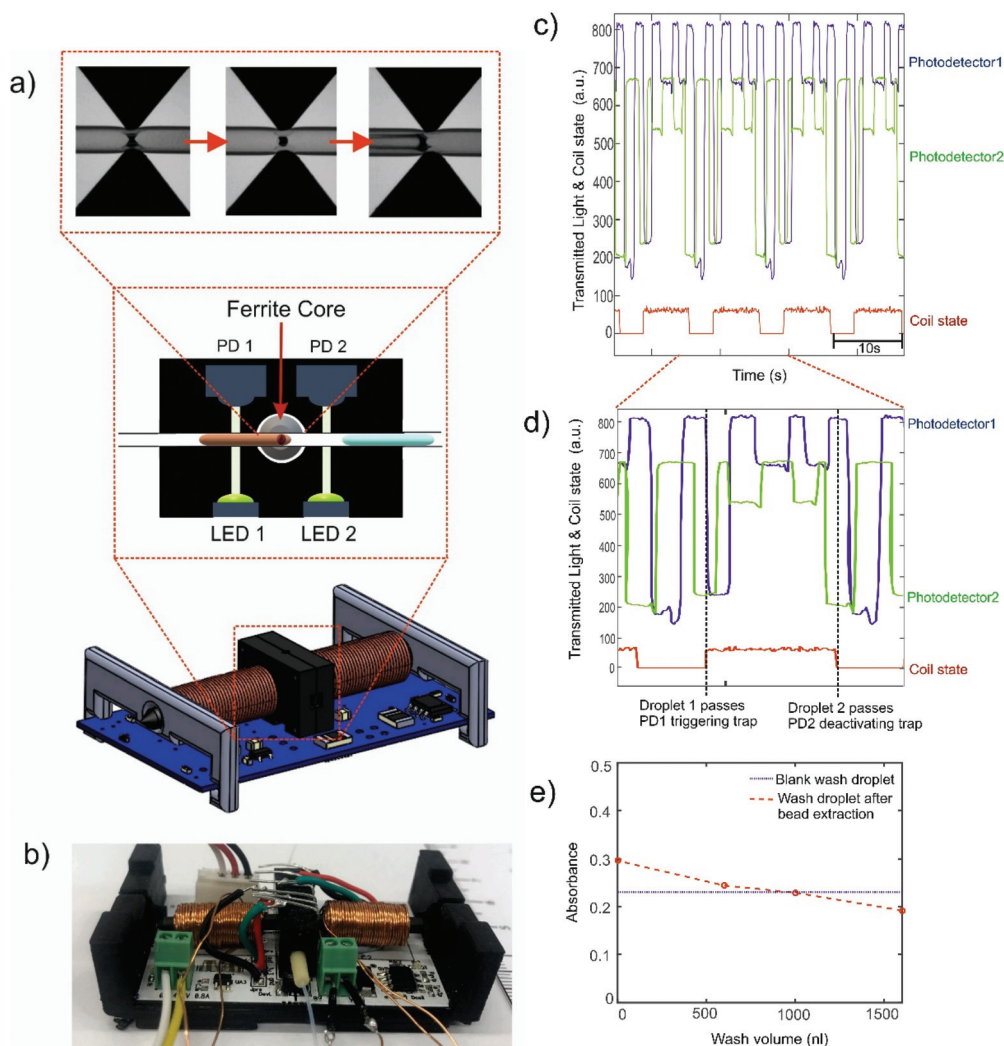 a)
Ferrite Core
PD 1 PD 2
LED 1 LED 2
b)
c)
Transmitted Light & Coil state (a.u.)
800
700
600
500
400
300
200
100
0
Photodetector1
Photodetector2
Coil state
10s
Time (s)
d)
Transmitted Light & Coil state (a.u.)
800
700
600
500
400
300
200
100
0
Photodetector1
Photodetector2
Coil state
Droplet 1 passes
PD1 triggering trap
Droplet 2 passes
PD2 deactivating trap
e)
Absorbance
0.5
0.4
0.3
0.2
0.1
0
Blank wash droplet
Wash droplet after
bead extraction
0 500 1000 1500
Wash volume (nl)